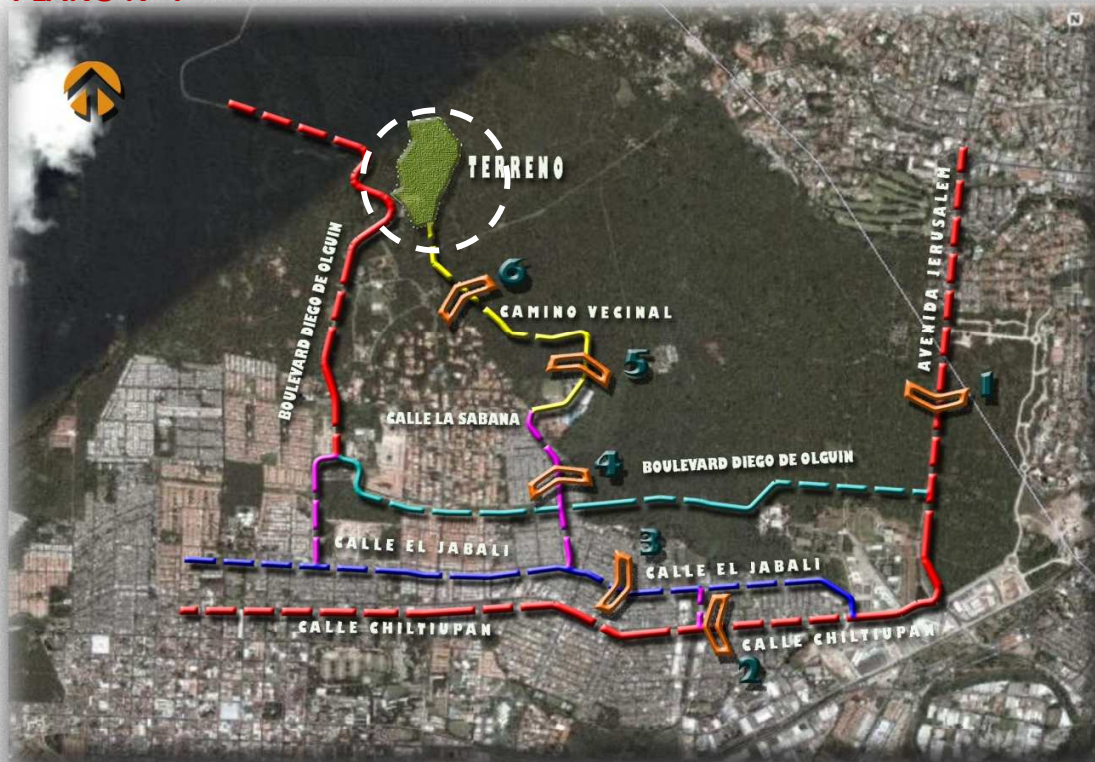 N
TERRENO
AVENIDA JERUSALEM
BOULEVARD DIEGO DE OLGUIN
6
CAMINO VECINAL
5
1
CALLE LA SABANA
4
BOULEVARD DIEGO DE OLGUIN
3
CALLE EL JABALI
CALLE EL JABALI
CALLE CHILTIUPAN
CALLE CHILTIUPAN
2